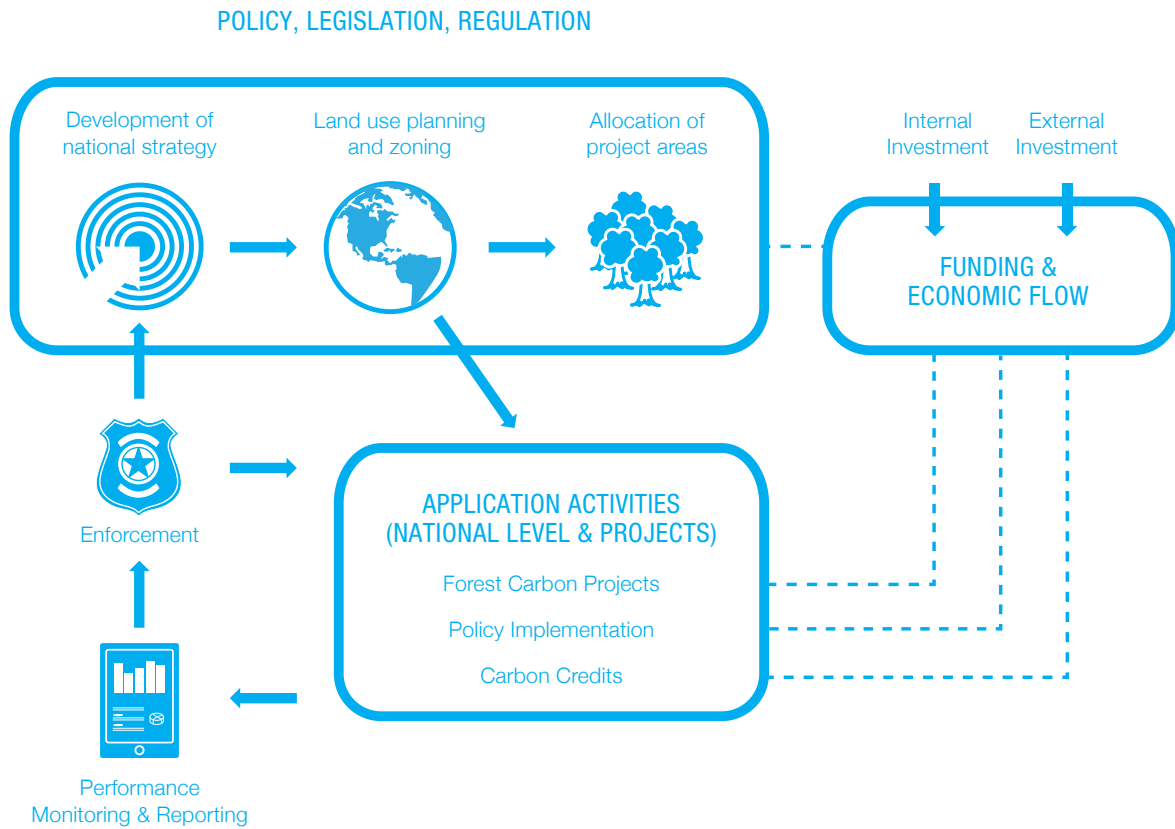 POLICY, LEGISLATION, REGULATION
Development of
national strategy
Land use planning
and zoning
Allocation of
project areas
Internal
Investment
External
Investment
FUNDING &
ECONOMIC FLOW
Enforcement
APPLICATION ACTIVITIES
(NATIONAL LEVEL & PROJECTS)
Forest Carbon Projects
Policy Implementation
Carbon Credits
Performance
Monitoring & Reporting